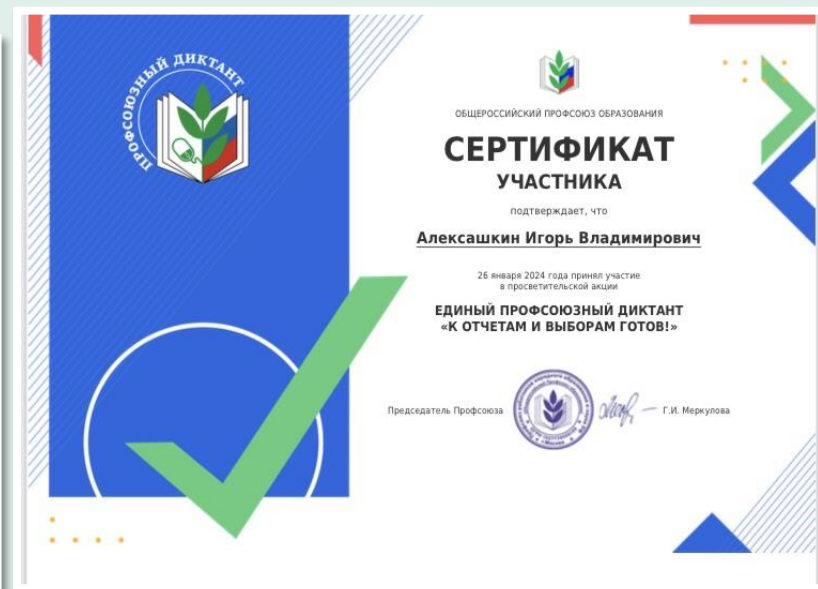 ПРОФСОЮЗНЫЙ ДИКТАНТ
ОБЩЕРОССИЙСКИЙ ПРОФСОЮЗ ОБРАЗОВАНИЯ
СЕРТИФИКАТ
УЧАСТНИКА
подтверждает, что
Алексашкин Игорь Владимирович
26 января 2024 года принял участие
в просветительской акции
ЕДИНЫЙ ПРОФСОЮЗНЫЙ ДИКТАНТ
«К ОТЧЕТАМ И ВЫБОРАМ ГОТОВ!»
Председатель Профсоюза
Г.И. Меркулова